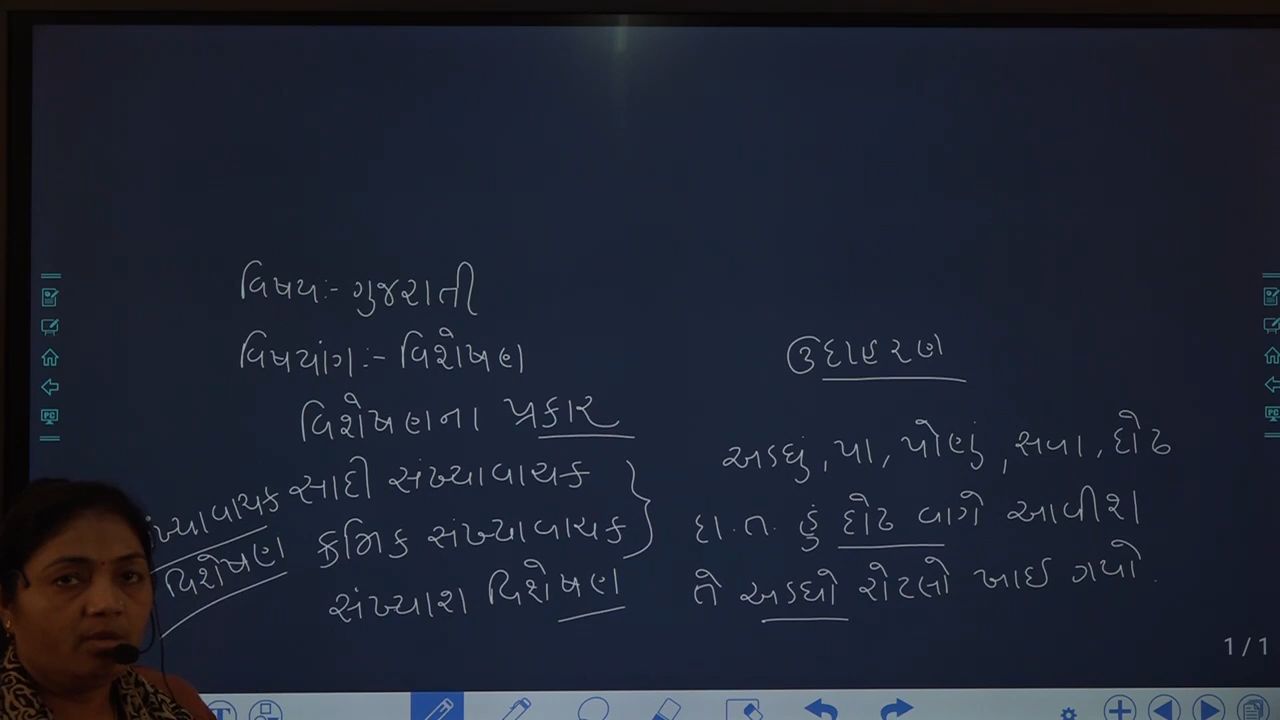 વિષય:- ગુજરાતી
વિષયાંગ:- વિશેષણ
વિશેષણના પ્રકાર
સંખ્યાવાચક
વિશેષણ
સાદી સંખ્યાવાચક
ક્રમિક સંખ્યાવાચક
સંખ્યાશ વિશેષણ
ઉદાહરણ
અડધું, પા, પોણું, સવા, દોઢ
દા.ત. હું દોઢ વાગે આવીશ
તે અડધો રોટલો ખાઈ ગયો.
1/1